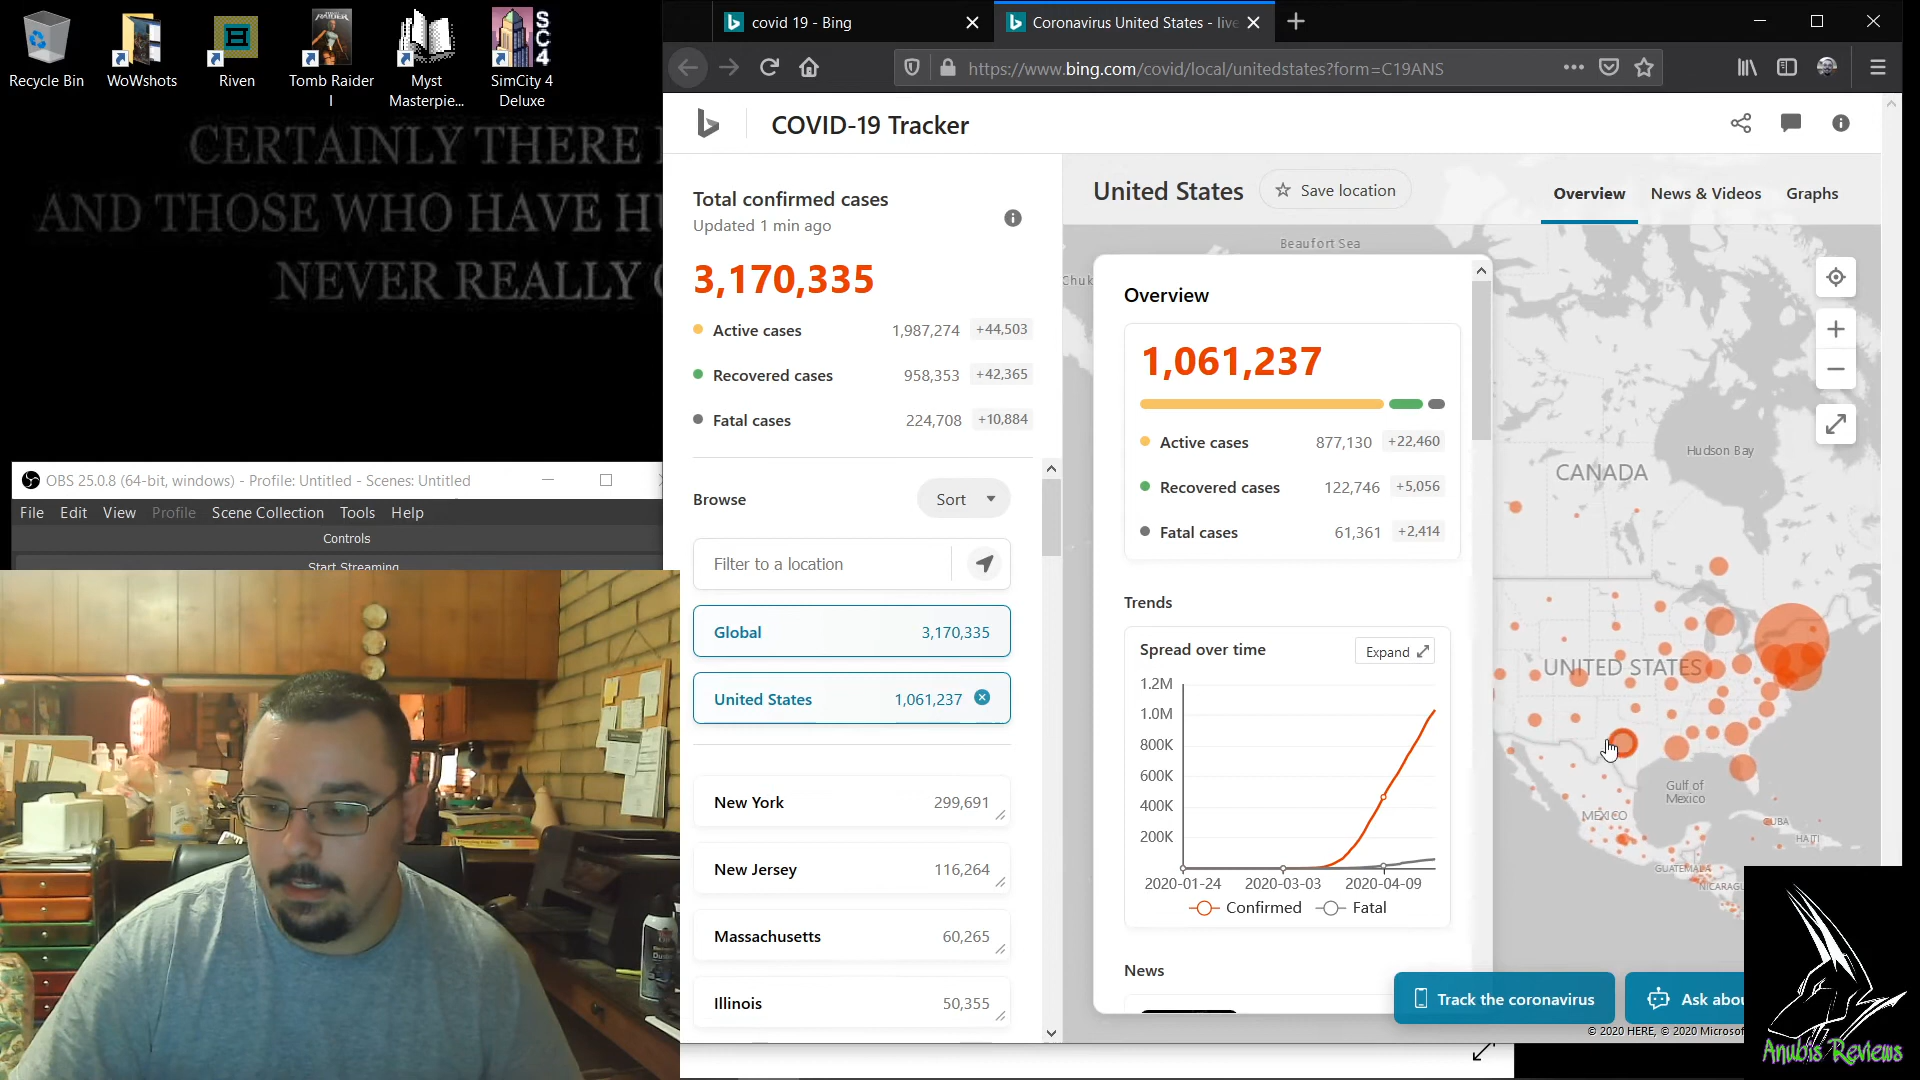 Recycle Bin
WoWshots
Riven
Tomb Raider
I
Myst
Masterpie...
SimCity 4
Deluxe
SC4
CERTAINLY THERE
AND THOSE WHO HAVE
NEVER REALLY
OBS 25.0.8 (64-bit, windows) - Profile: Untitled - Scenes: Untitled
File Edit View Profile Scene Collection Tools Help
Controls
Start Streaming
covid 19 - Bing
Coronavirus United States - live
https://www.bing.com/covid/local/unitedstates?form=C19ANS
COVID-19 Tracker
Total confirmed cases
Updated 1 min ago
3,170,335
Active cases 1,987,274 +44,503
Recovered cases 958,353 +42,365
Fatal cases 224,708 +10,884
Browse Sort
Filter to a location
Global 3,170,335
United States 1,061,237
New York 299,691
New Jersey 116,264
Massachusetts 60,265
Illinois 50,355
United States Save location Overview News & Videos Graphs
Overview
1,061,237
Active cases 877,130 +22,460
Recovered cases 122,746 +5,056
Fatal cases 61,361 +2,414
Trends
Spread over time Expand
1.2M
1.0M
800K
600K
400K
200K
2020-01-24 2020-03-03 2020-04-09
Confirmed Fatal
News
Beaufort Sea
Chuk
Hudson Bay
CANADA
UNITED STATES
Gulf of
Mexico
MEXICO
CUBA
HAITI
GUATEMALA
NICARAGU
Track the coronavirus
Ask abou
© 2020 HERE, © 2020 Microsof
Anubis Reviews